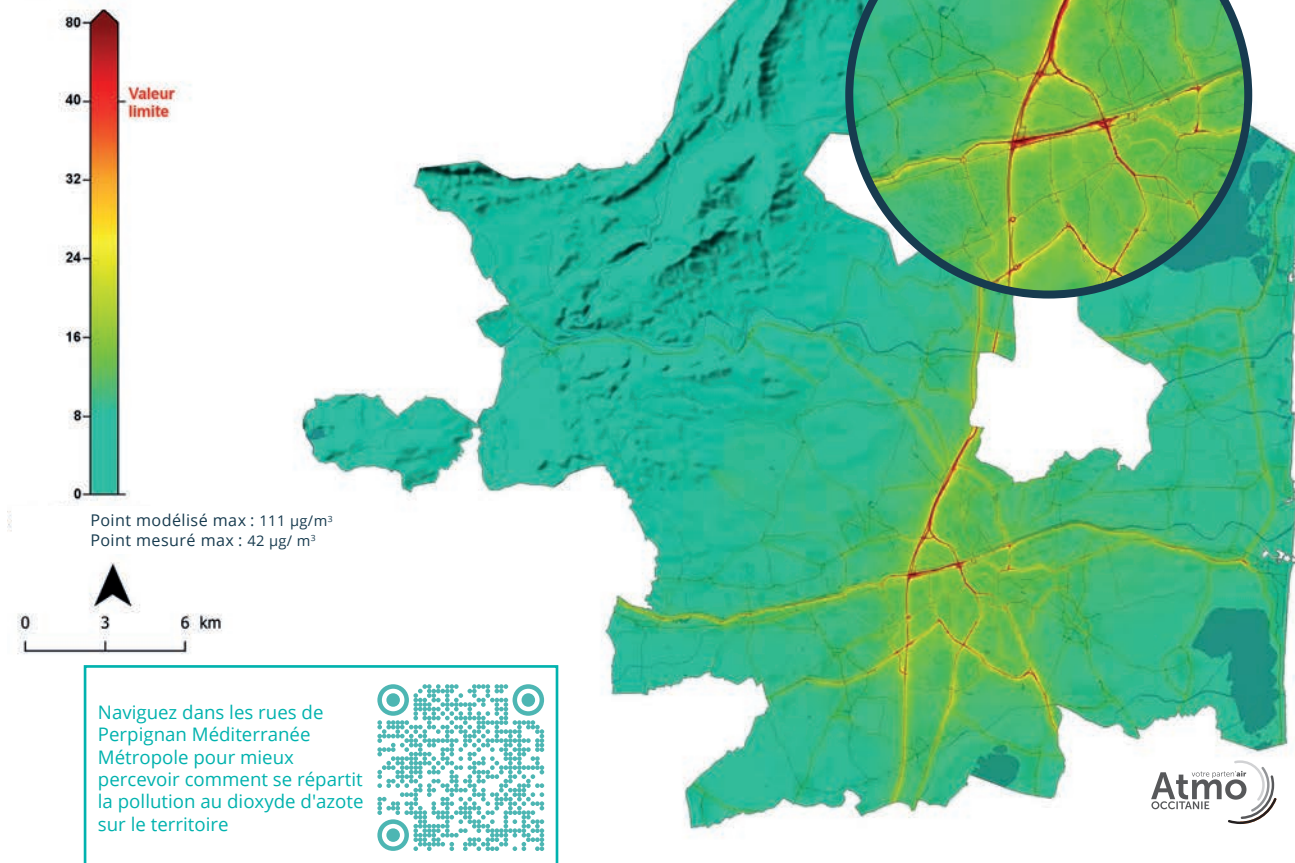 80
40
Valeur
limite
32
24
16
8
0
Point modélisé max : 111 µg/m³
Point mesuré max : 42 µg/ m³
0 3 6 km
Naviguez dans les rues de
Perpignan Méditerranée
Métropole pour mieux
percevoir comment se répartit
la pollution au dioxyde d'azote
sur le territoire
votre parten'air
Atmo
OCCITANIE